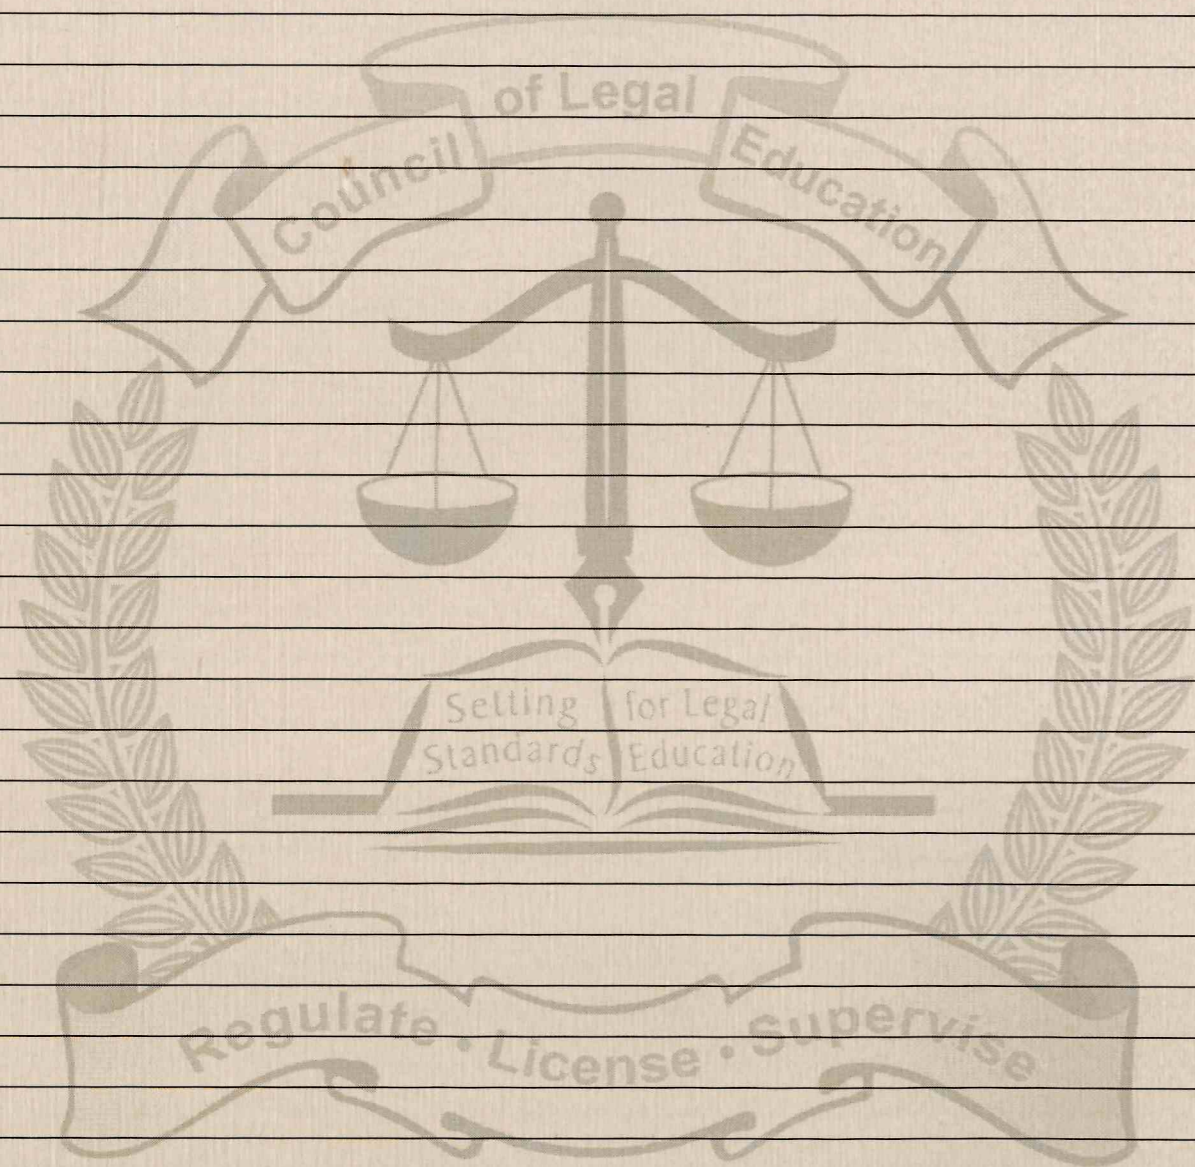 Council of Legal Education
Setting Standards for Legal Education
Regulate • License • Supervise